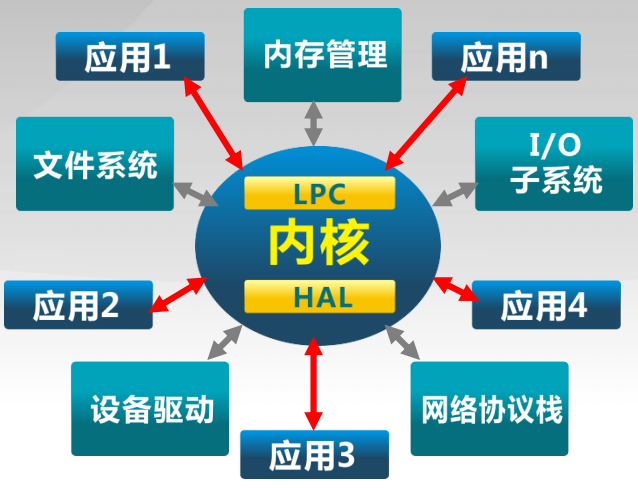 应用1
内存管理
应用n
文件系统
I/O
子系统
LPC
内核
HAL
应用2
应用4
设备驱动
网络协议栈
应用3